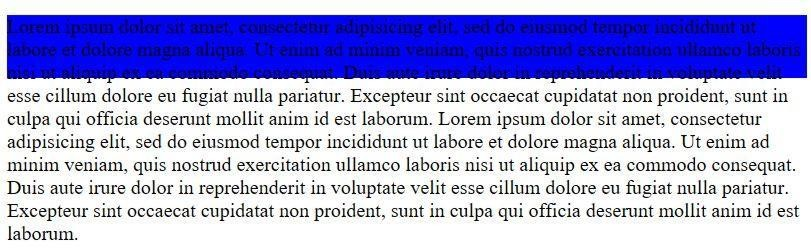 Lorem ipsum dolor sit amet, consectetur adipisicing elit, sed do eiusmod tempor incididunt ut
labore et dolore magna aliqua. Ut enim ad minim veniam, quis nostrud exercitation ullamco laboris
nisi ut aliquip ex ea commodo consequat. Duis aute irure dolor in reprehenderit in voluptate velit
esse cillum dolore eu fugiat nulla pariatur. Excepteur sint occaecat cupidatat non proident, sunt in
culpa qui officia deserunt mollit anim id est laborum. Lorem ipsum dolor sit amet, consectetur
adipisicing elit, sed do eiusmod tempor incididunt ut labore et dolore magna aliqua. Ut enim ad
minim veniam, quis nostrud exercitation ullamco laboris nisi ut aliquip ex ea commodo consequat.
Duis aute irure dolor in reprehenderit in voluptate velit esse cillum dolore eu fugiat nulla pariatur.
Excepteur sint occaecat cupidatat non proident, sunt in culpa qui officia deserunt mollit anim id est
laborum.